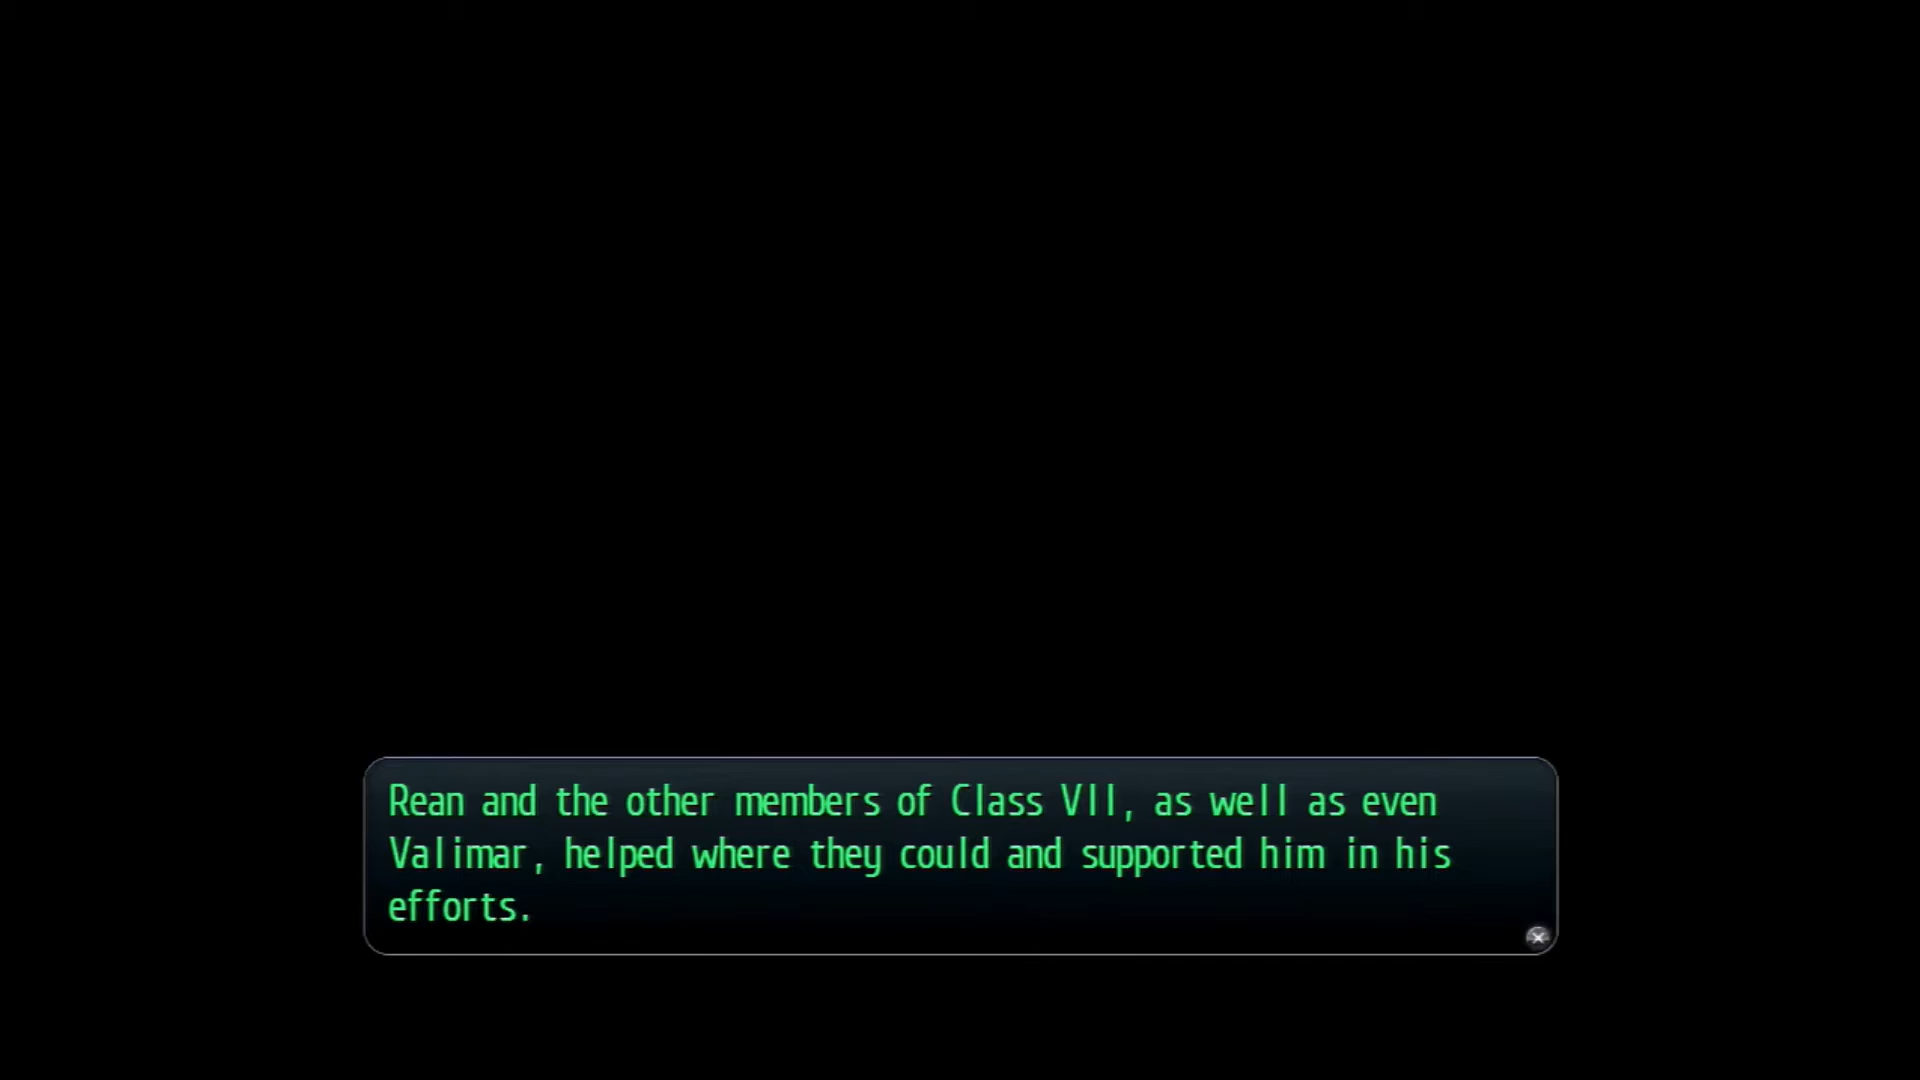 Rean and the other members of Class VII, as well as even
Valimar, helped where they could and supported him in his
efforts.